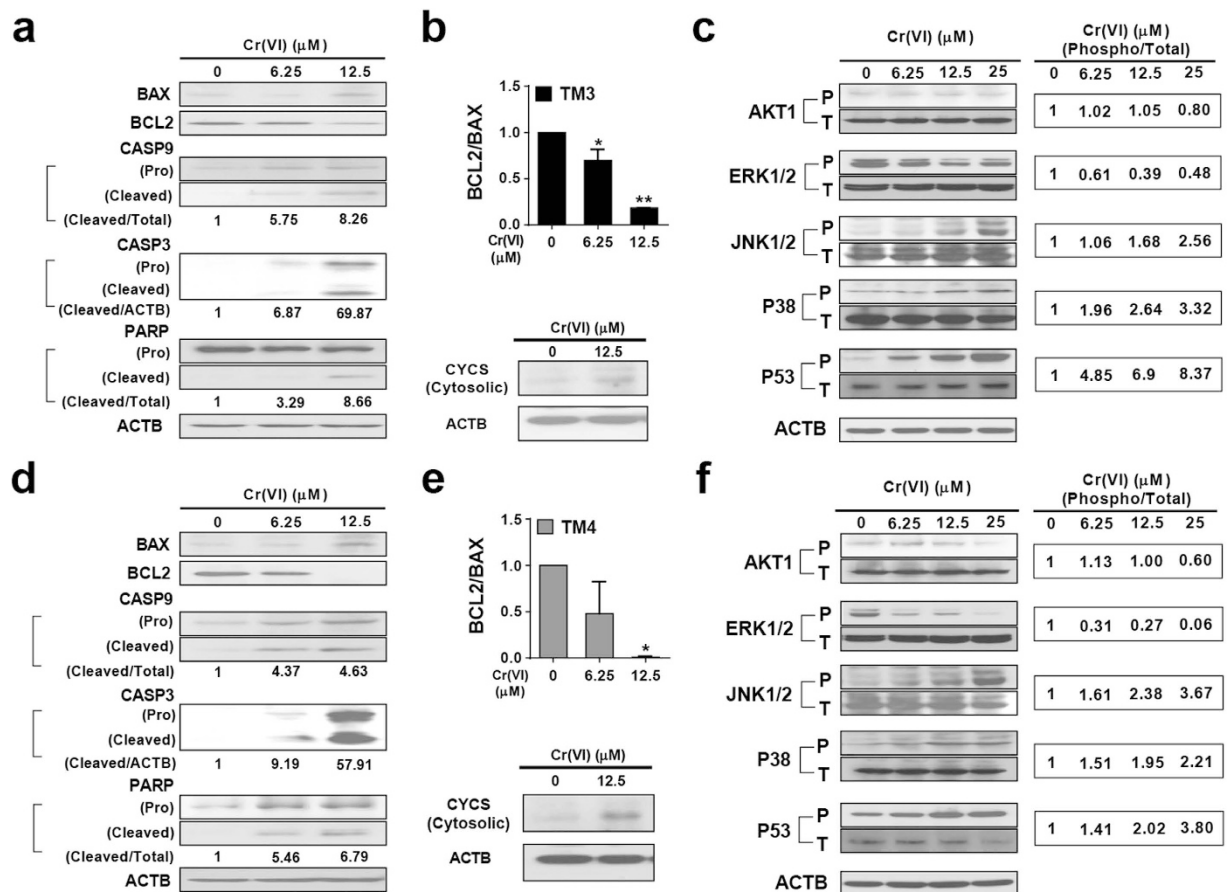 a
Cr(VI) (μM)
0 6.25 12.5
BAX
BCL2
CASP9
(Pro)
(Cleaved)
(Cleaved/Total) 1 5.75 8.26
CASP3
(Pro)
(Cleaved)
(Cleaved/ACTB) 1 6.87 69.87
PARP
(Pro)
(Cleaved)
(Cleaved/Total) 1 3.29 8.66
ACTB
b
TM3
BCL2/BAX
1.5
1.0
0.5
0.0
*
**
Cr(VI) (μM)
0 6.25 12.5
Cr(VI) (μM)
0 12.5
CYCS
(Cytosolic)
ACTB
c
Cr(VI) (μM)
0 6.25 12.5 25
Cr(VI) (μM)
(Phospho/Total)
0 6.25 12.5 25
AKT1 P T
1 1.02 1.05 0.80
ERK1/2 P T
1 0.61 0.39 0.48
JNK1/2 P T
1 1.06 1.68 2.56
P38 P T
1 1.96 2.64 3.32
P53 P T
1 4.85 6.9 8.37
ACTB
d
Cr(VI) (μM)
0 6.25 12.5
BAX
BCL2
CASP9
(Pro)
(Cleaved)
(Cleaved/Total) 1 4.37 4.63
CASP3
(Pro)
(Cleaved)
(Cleaved/ACTB) 1 9.19 57.91
PARP
(Pro)
(Cleaved)
(Cleaved/Total) 1 5.46 6.79
ACTB
e
TM4
BCL2/BAX
1.5
1.0
0.5
0.0
*
Cr(VI) (μM)
0 6.25 12.5
Cr(VI) (μM)
0 12.5
CYCS
(Cytosolic)
ACTB
f
Cr(VI) (μM)
0 6.25 12.5 25
Cr(VI) (μM)
(Phospho/Total)
0 6.25 12.5 25
AKT1 P T
1 1.13 1.00 0.60
ERK1/2 P T
1 0.31 0.27 0.06
JNK1/2 P T
1 1.61 2.38 3.67
P38 P T
1 1.51 1.95 2.21
P53 P T
1 1.41 2.02 3.80
ACTB